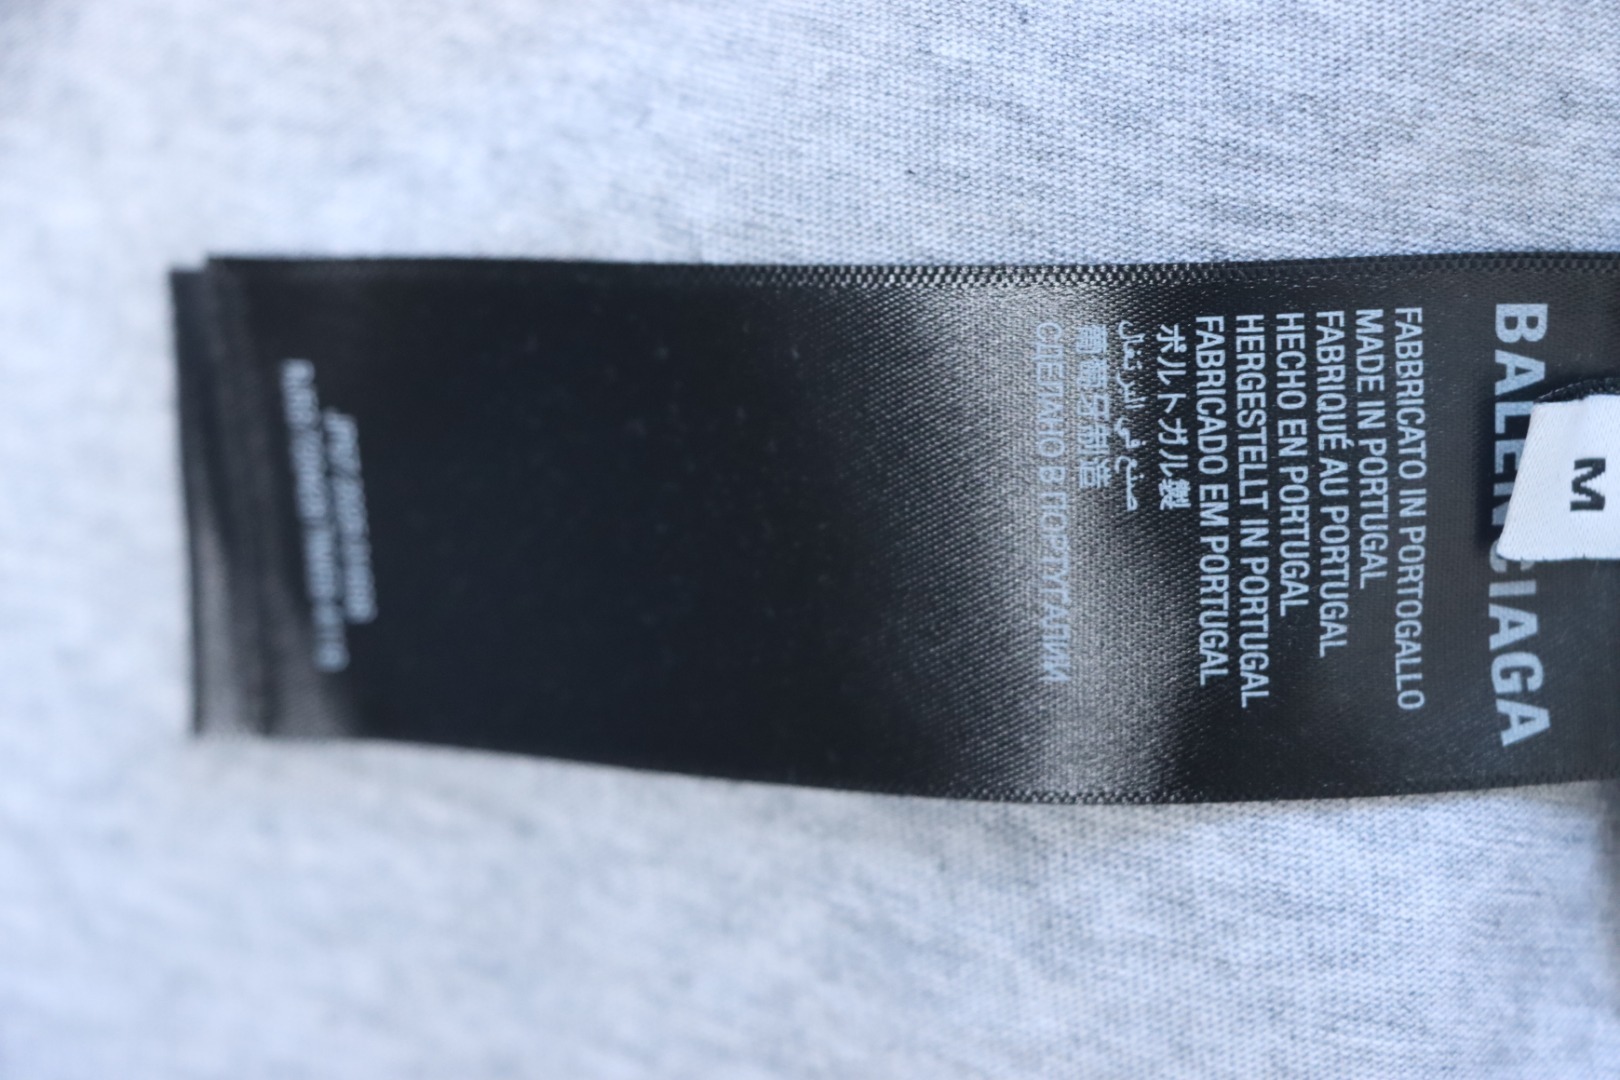 M
BALENCIAGA
FABBRICATO IN PORTOGALLO
MADE IN PORTUGAL
FABRIQUÉ AU PORTUGAL
HECHO EN PORTUGAL
HERGESTELLT IN PORTUGAL
FABRICADO EM PORTUGAL
ポルトガル製
صنع في البرتغال
葡萄牙制造
СДЕЛАНО В ПОРТУГАЛИИ